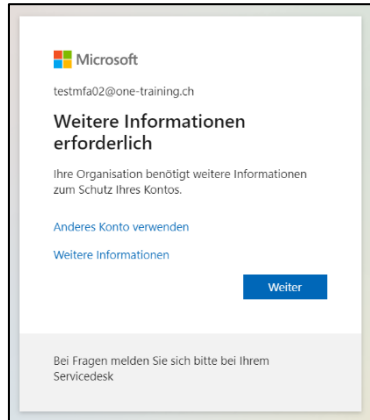 Microsoft
testmfa02@one-training.ch
Weitere Informationen
erforderlich
Ihre Organisation benötigt weitere Informationen
zum Schutz Ihres Kontos.
Anderes Konto verwenden
Weitere Informationen
Weiter
Bei Fragen melden Sie sich bitte bei Ihrem
Servicedesk